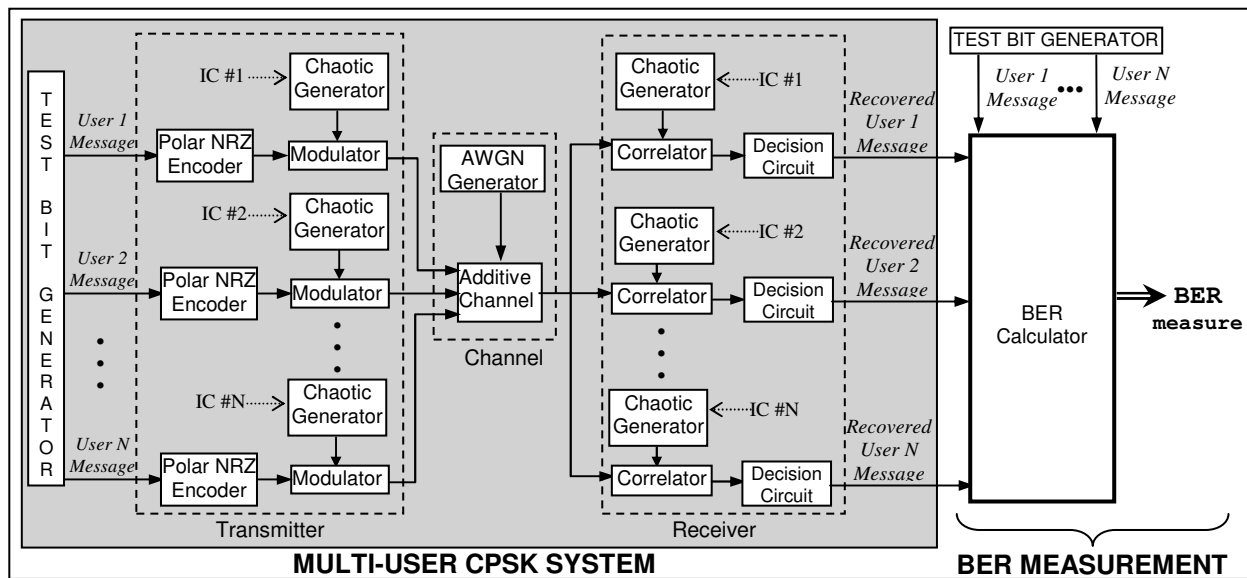 TEST BIT GENERATOR
User 1
Message
User 2
Message
User N
Message
IC #1
Chaotic
Generator
Polar NRZ
Encoder
Modulator
IC #2
Chaotic
Generator
Polar NRZ
Encoder
Modulator
IC #N
Chaotic
Generator
Polar NRZ
Encoder
Modulator
Transmitter
AWGN
Generator
Additive
Channel
Channel
Chaotic
Generator
IC #1
Correlator
Decision
Circuit
Chaotic
Generator
IC #2
Correlator
Decision
Circuit
Chaotic
Generator
IC #N
Correlator
Decision
Circuit
Receiver
Recovered
User 1
Message
Recovered
User 2
Message
Recovered
User N
Message
MULTI-USER CPSK SYSTEM
TEST BIT GENERATOR
User 1
Message
User N
Message
BER
Calculator
BER
measure
BER MEASUREMENT